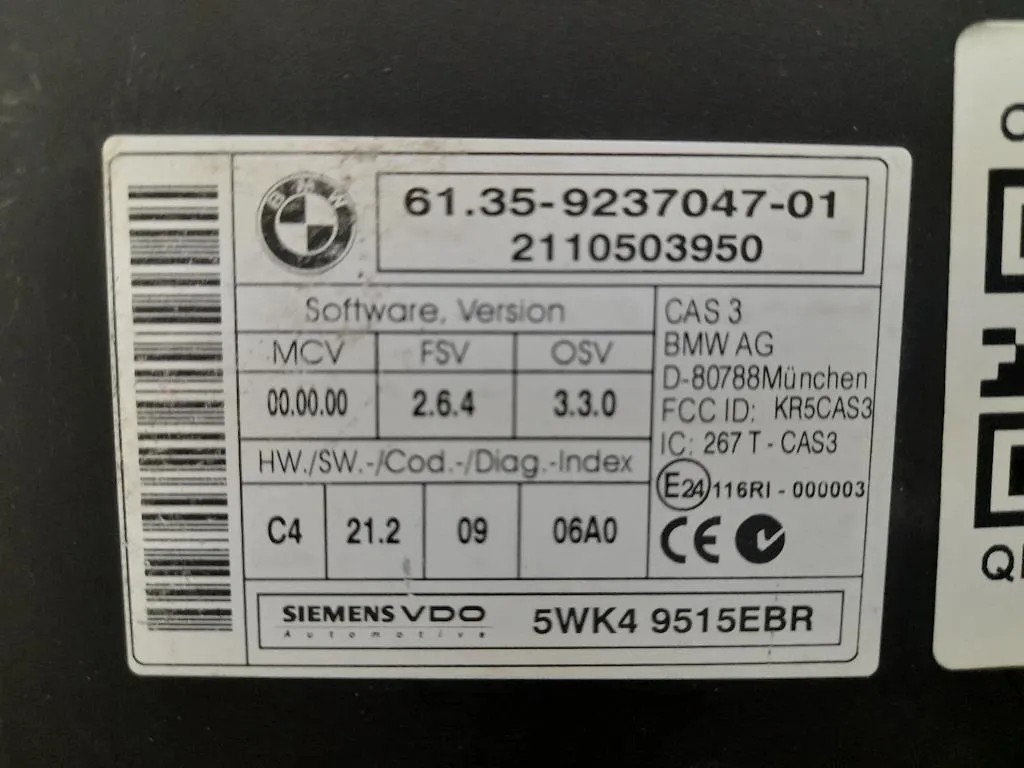 BMW
61.35-9237047-01
2110503950
Software, Version
MCV FSV OSV
00.00.00 2.6.4 3.3.0
HW./SW.-/Cod.-/Diag.-Index
C4 21.2 09 06A0
CAS 3
BMW AG
D-80788München
FCC ID: KR5CAS3
IC: 267 T - CAS3
E24 116RI - 000003
CE
SIEMENS VDO
Automotive
5WK4 9515EBR